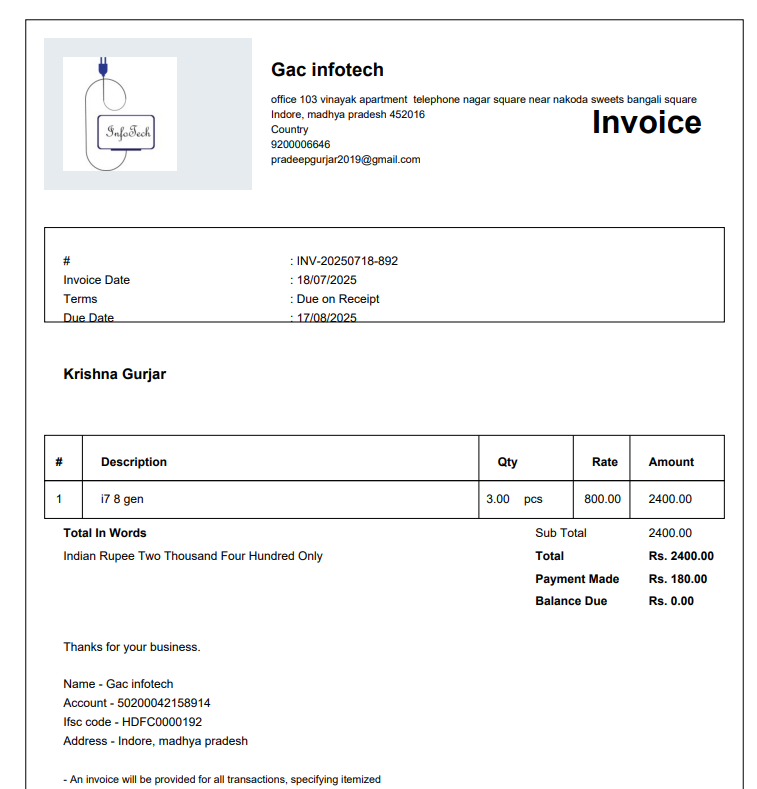 InfoTech
Gac infotech
office 103 vinayak apartment telephone nagar square near nakoda sweets bangali square
Indore, madhya pradesh 452016
Country
9200006646
pradeepgurjar2019@gmail.com
Invoice
# : INV-20250718-892
Invoice Date : 18/07/2025
Terms : Due on Receipt
Due Date : 17/08/2025
Krishna Gurjar
# Description Qty Rate Amount
1 i7 8 gen 3.00 pcs 800.00 2400.00
Total In Words Sub Total 2400.00
Indian Rupee Two Thousand Four Hundred Only Total Rs. 2400.00
Payment Made Rs. 180.00
Balance Due Rs. 0.00
Thanks for your business.
Name - Gac infotech
Account - 50200042158914
Ifsc code - HDFC0000192
Address - Indore, madhya pradesh
- An invoice will be provided for all transactions, specifying itemized